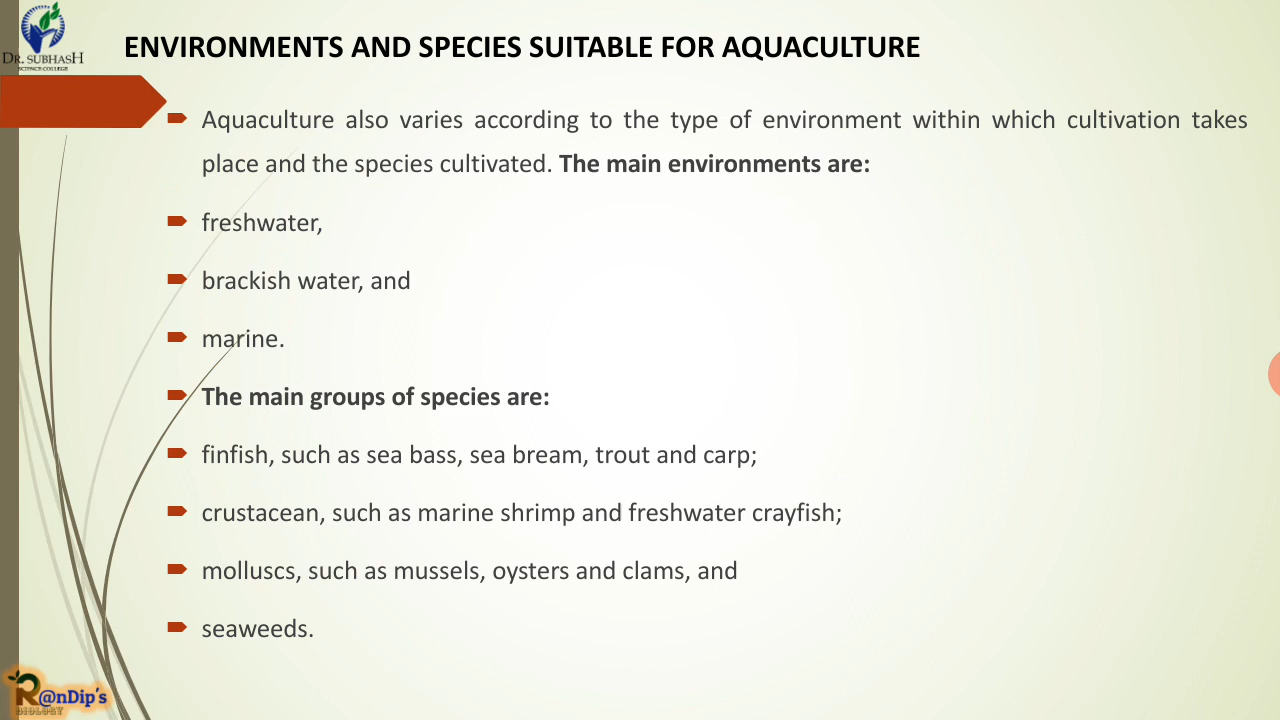 DR. SUBHASH
SCIENCE COLLEGE
ENVIRONMENTS AND SPECIES SUITABLE FOR AQUACULTURE
Aquaculture also varies according to the type of environment within which cultivation takes
place and the species cultivated. The main environments are:
freshwater,
brackish water, and
marine.
The main groups of species are:
finfish, such as sea bass, sea bream, trout and carp;
crustacean, such as marine shrimp and freshwater crayfish;
molluscs, such as mussels, oysters and clams, and
seaweeds.
R@nDip's
BIOLOGY